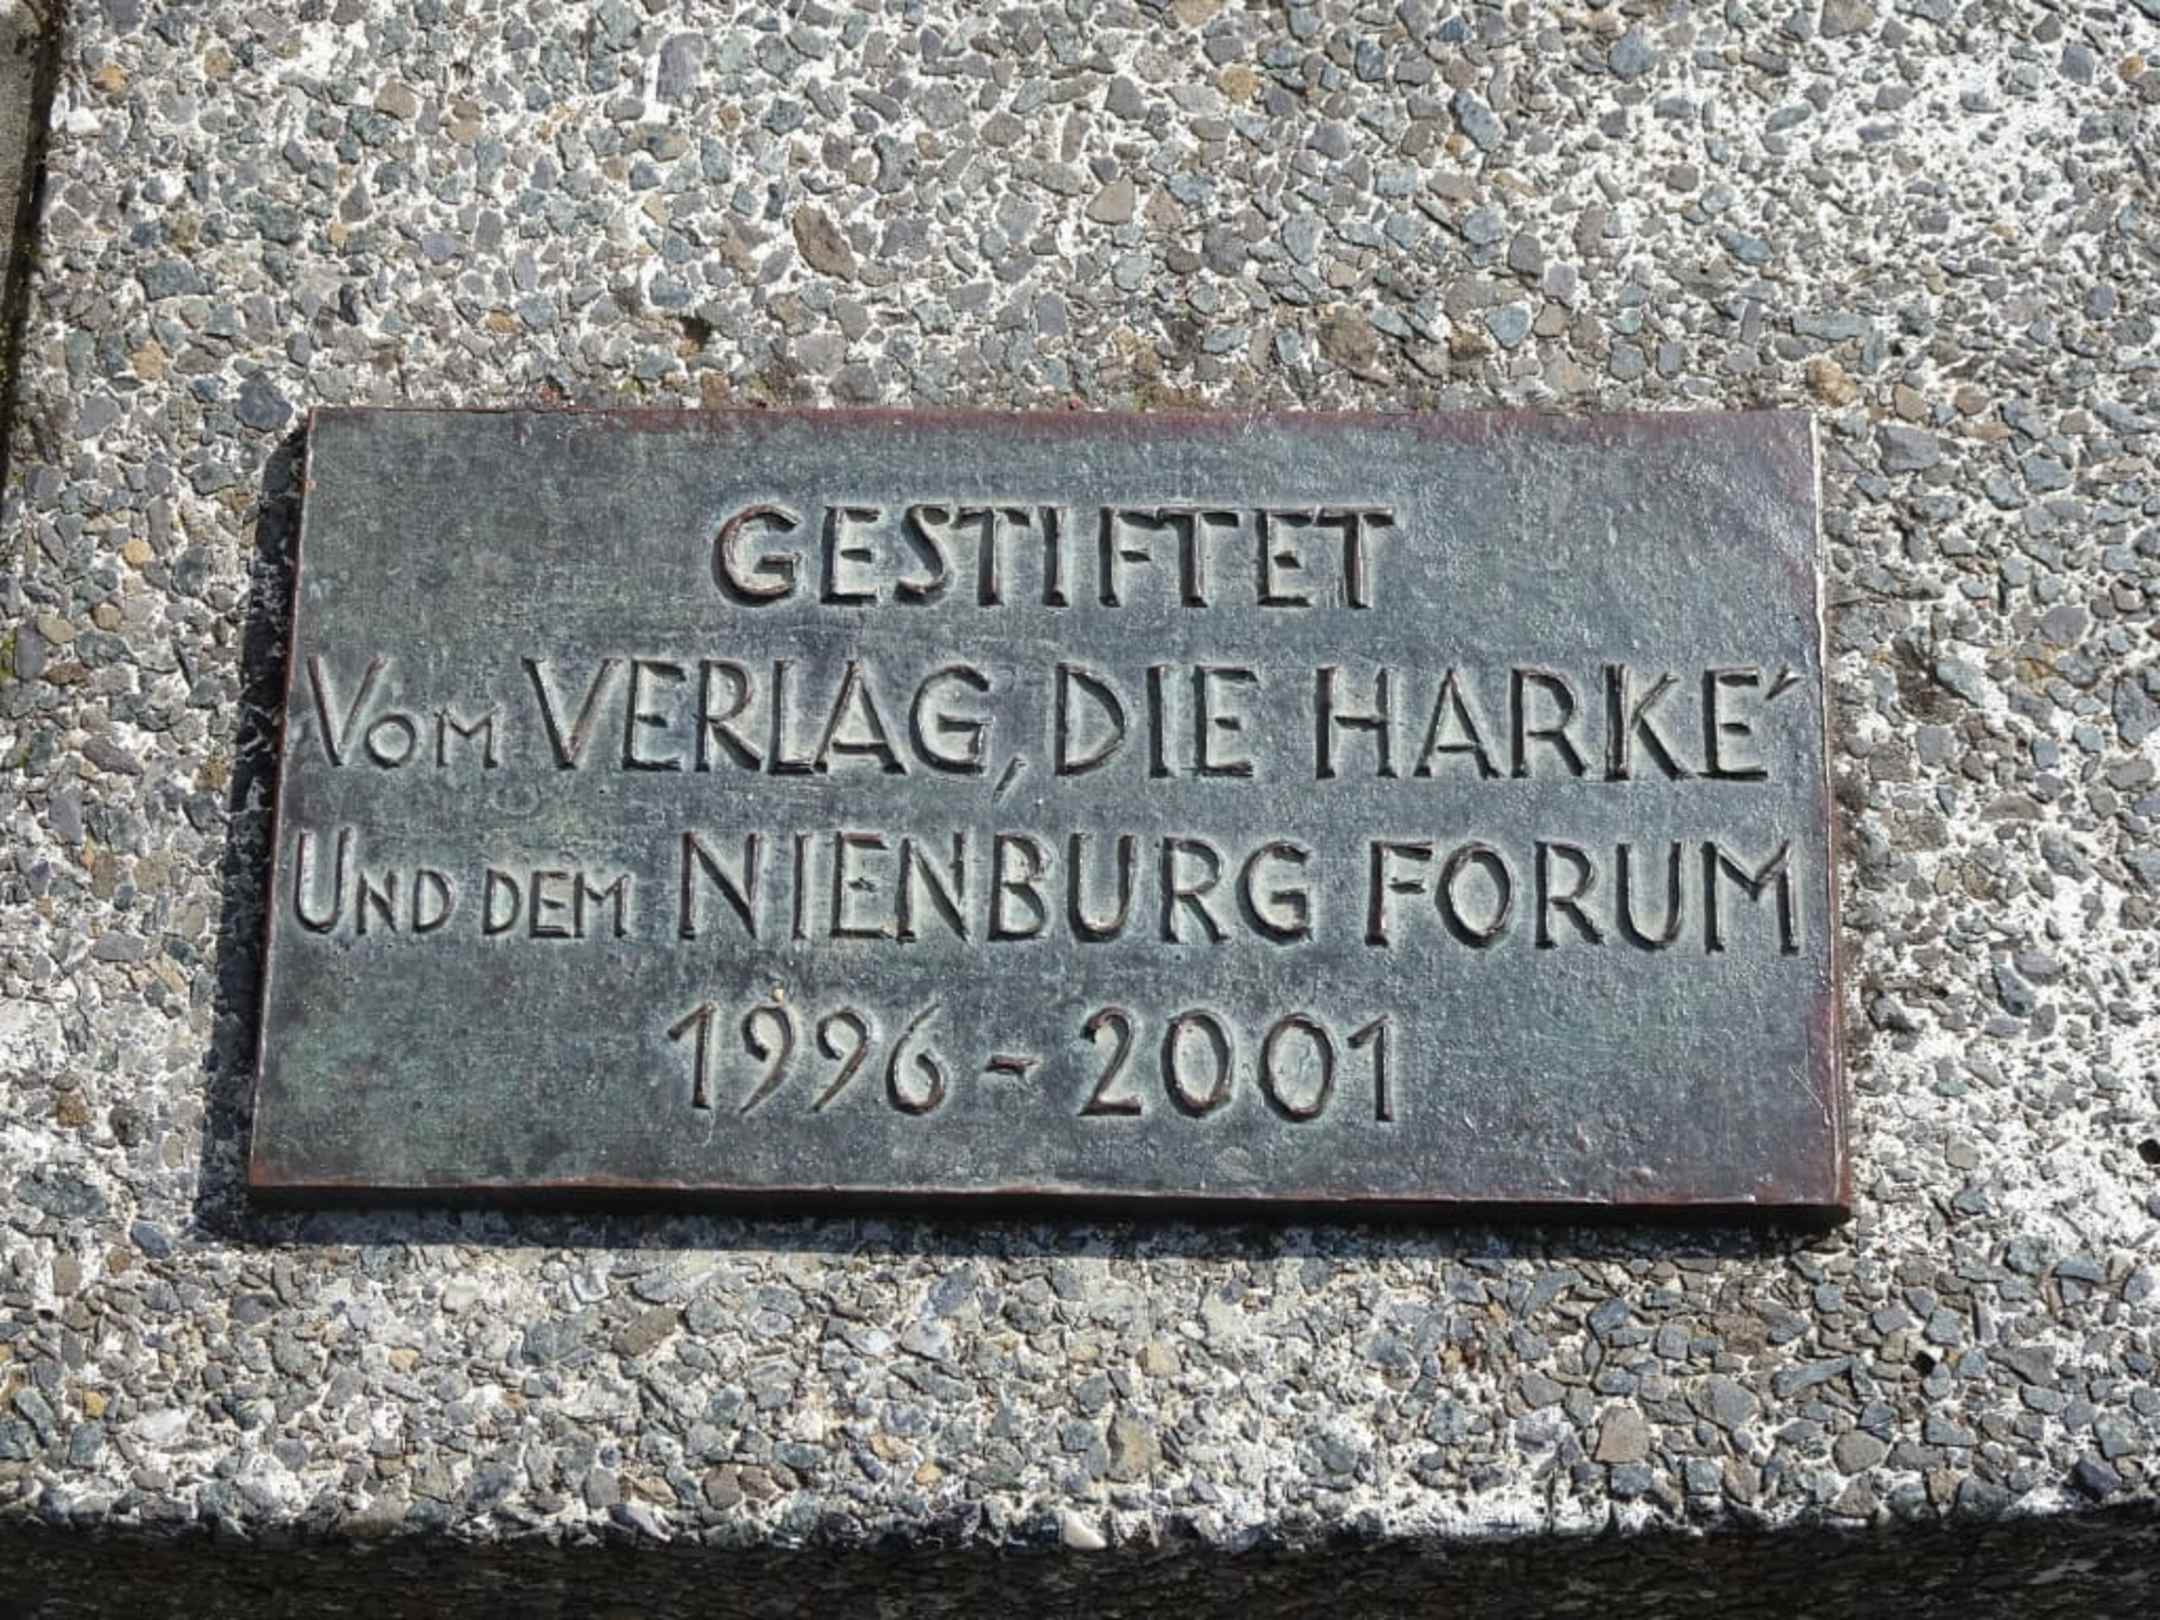 GESTIFTET
VOM VERLAG ‚DIE HARKE‘
UND DEM NIENBURG FORUM
1996 - 2001